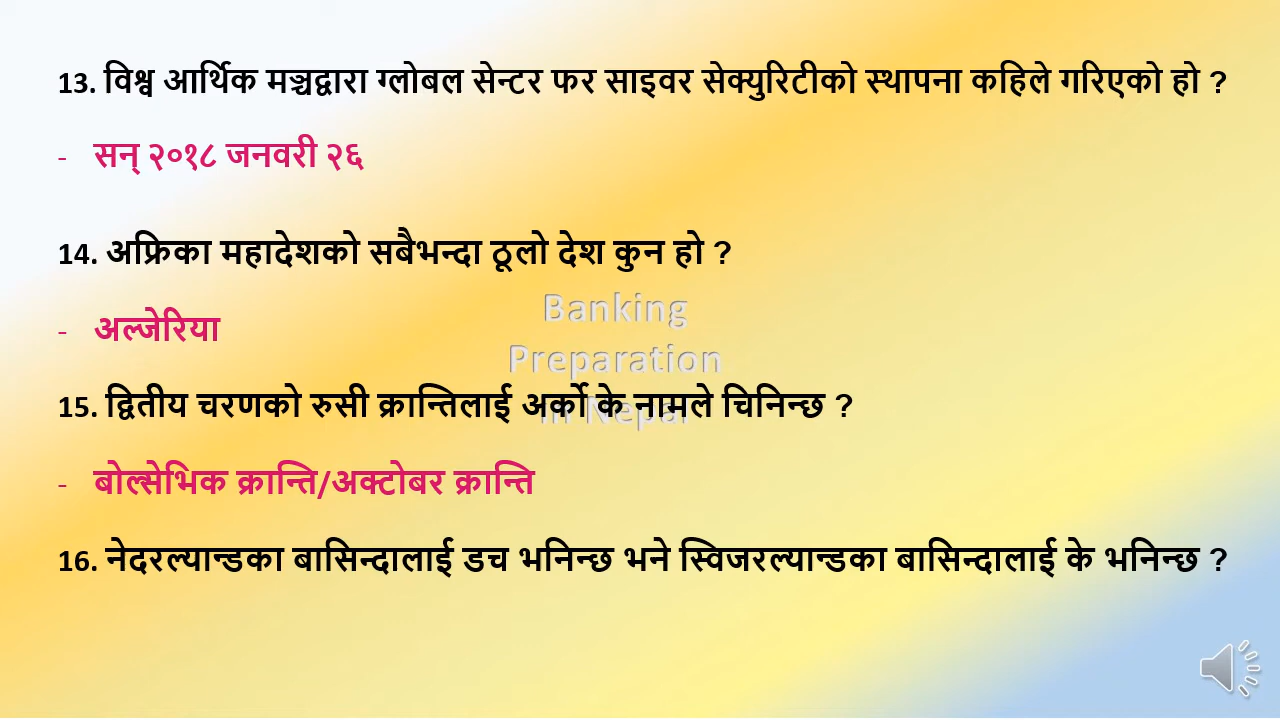 13. विश्व आर्थिक मञ्चद्वारा ग्लोबल सेन्टर फर साइवर सेक्युरिटीको स्थापना कहिले गरिएको हो ?
- सन् २०१८ जनवरी २६
14. अफ्रिका महादेशको सबैभन्दा ठूलो देश कुन हो ?
- अल्जेरिया
Banking
Preparation
In Nepal
15. द्वितीय चरणको रुसी क्रान्तिलाई अर्को के नामले चिनिन्छ ?
- बोल्सेभिक क्रान्ति/अक्टोबर क्रान्ति
16. नेदरल्यान्डका बासिन्दालाई डच भनिन्छ भने स्विजरल्यान्डका बासिन्दालाई के भनिन्छ ?